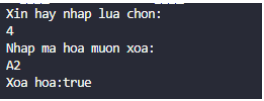 Xin hay nhap lua chon:
4
Nhap ma hoa muon xoa:
A2
Xoa hoa:true